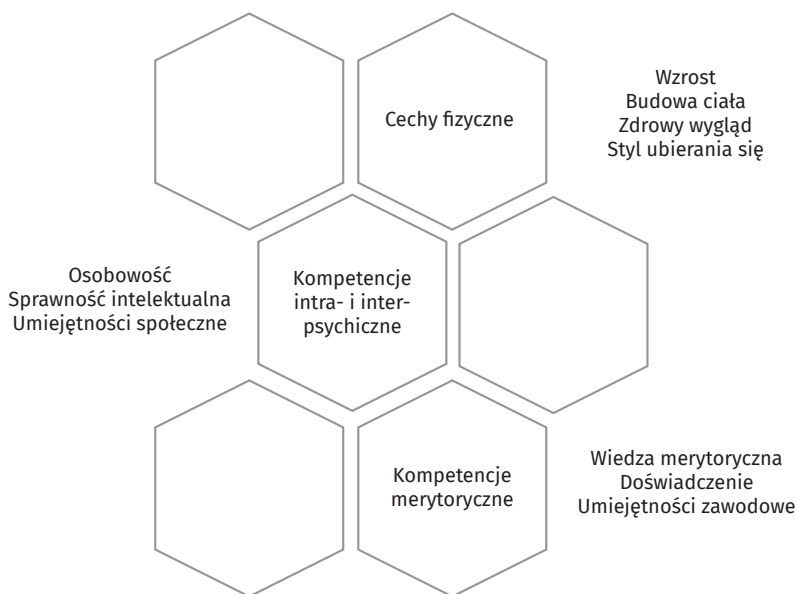 Cechy fizyczne
Wzrost
Budowa ciała
Zdrowy wygląd
Styl ubierania się
Osobowość
Sprawność intelektualna
Umiejętności społeczne
Kompetencje
intra- i inter-
psychiczne
Kompetencje
merytoryczne
Wiedza merytoryczna
Doświadczenie
Umiejętności zawodowe